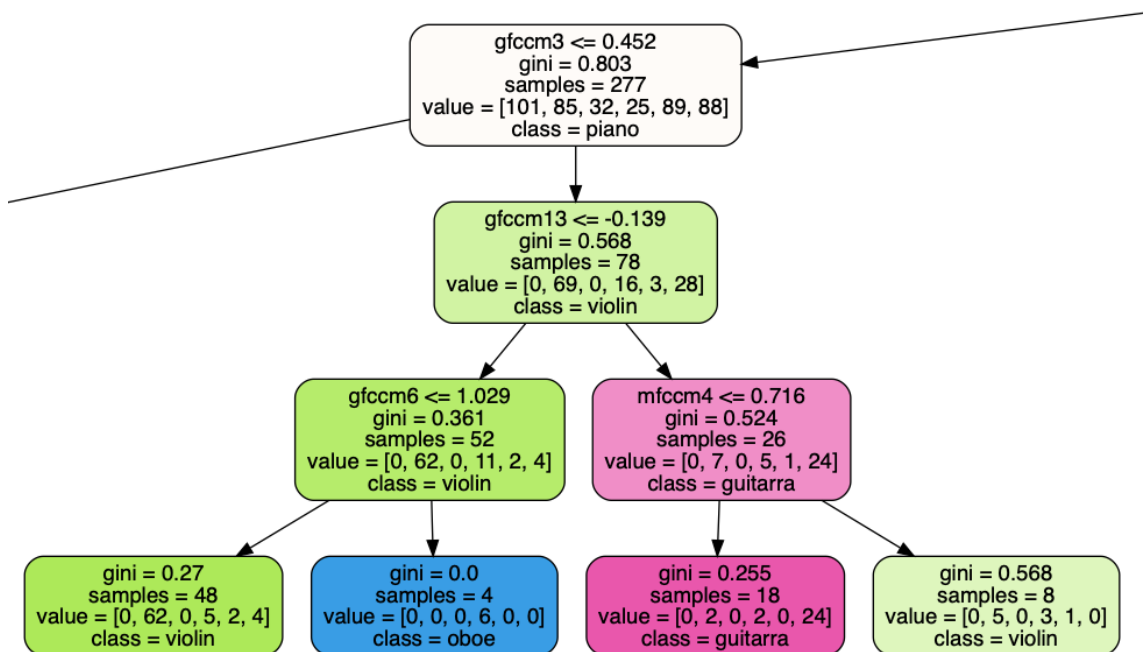 gfccm3 <= 0.452
gini = 0.803
samples = 277
value = [101, 85, 32, 25, 89, 88]
class = piano
gfccm13 <= -0.139
gini = 0.568
samples = 78
value = [0, 69, 0, 16, 3, 28]
class = violin
gfccm6 <= 1.029
gini = 0.361
samples = 52
value = [0, 62, 0, 11, 2, 4]
class = violin
mfccm4 <= 0.716
gini = 0.524
samples = 26
value = [0, 7, 0, 5, 1, 24]
class = guitarra
gini = 0.27
samples = 48
value = [0, 62, 0, 5, 2, 4]
class = violin
gini = 0.0
samples = 4
value = [0, 0, 0, 6, 0, 0]
class = oboe
gini = 0.255
samples = 18
value = [0, 2, 0, 2, 0, 24]
class = guitarra
gini = 0.568
samples = 8
value = [0, 5, 0, 3, 1, 0]
class = violin